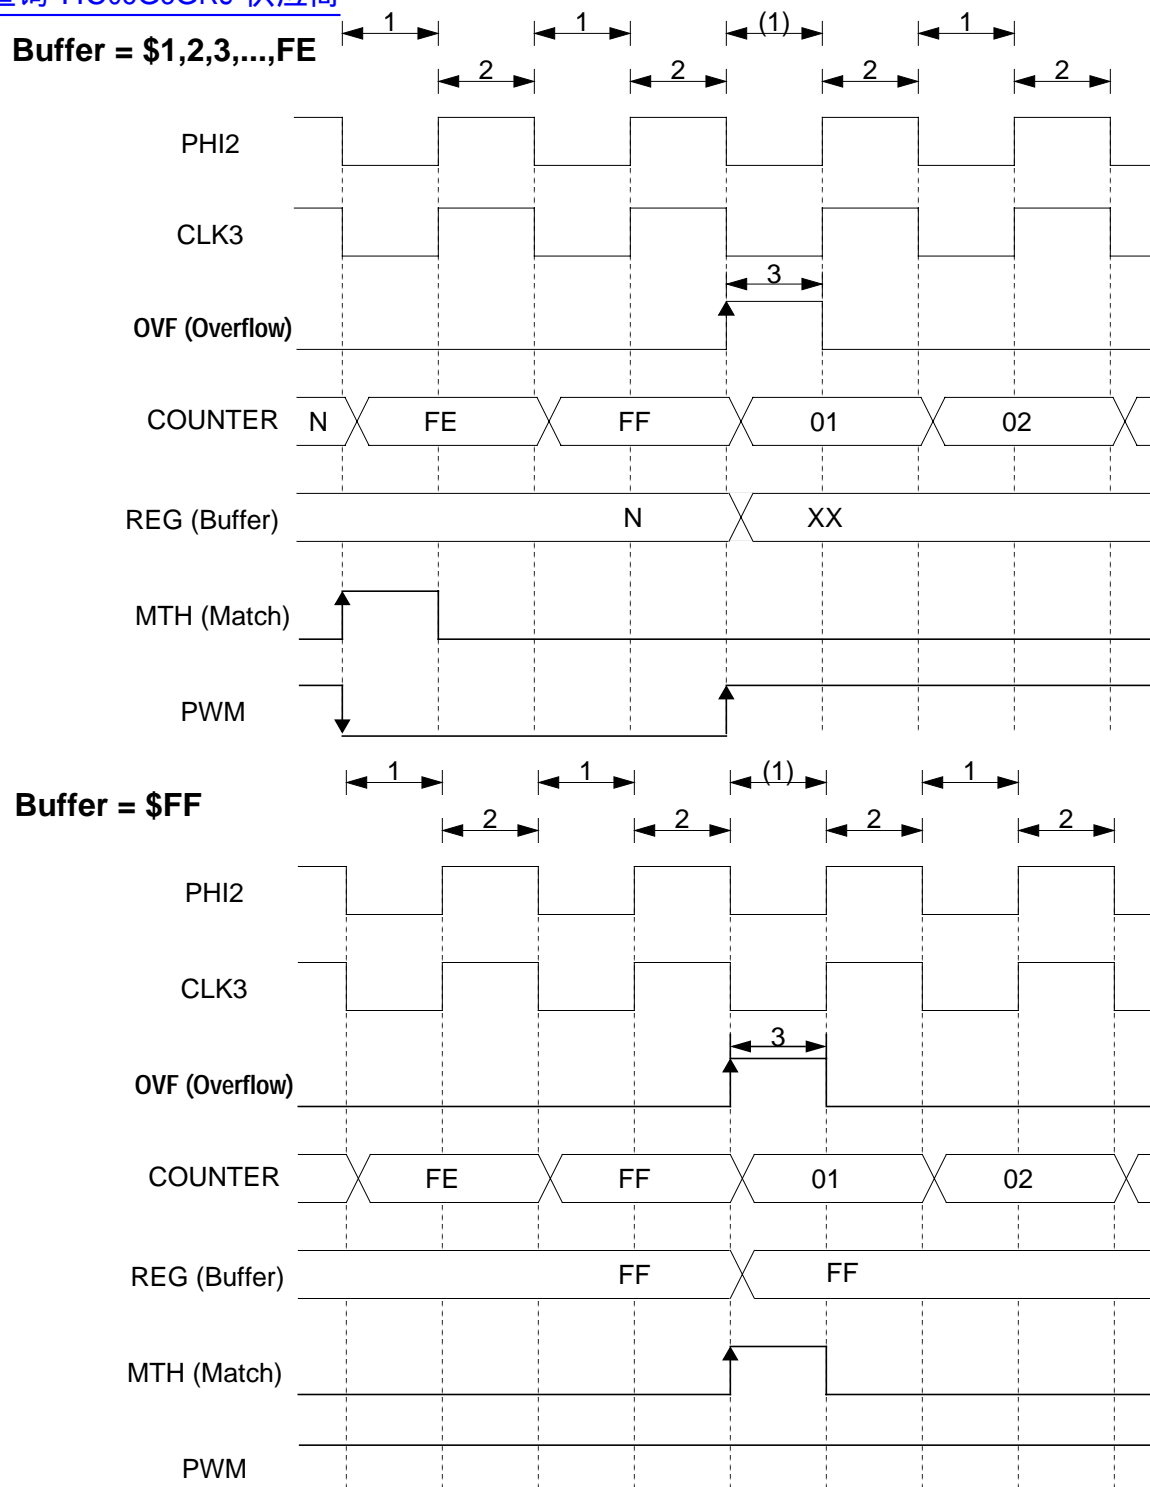 1 1 (1) 1
Buffer = $1,2,3,...,FE
2 2 2 2
PHI2
CLK3
3
OVF (Overflow)
COUNTER N FE FF 01 02
REG (Buffer) N XX
MTH (Match)
PWM
1 1 (1) 1
Buffer = $FF
2 2 2 2
PHI2
CLK3
3
OVF (Overflow)
COUNTER FE FF 01 02
REG (Buffer) FF FF
MTH (Match)
PWM